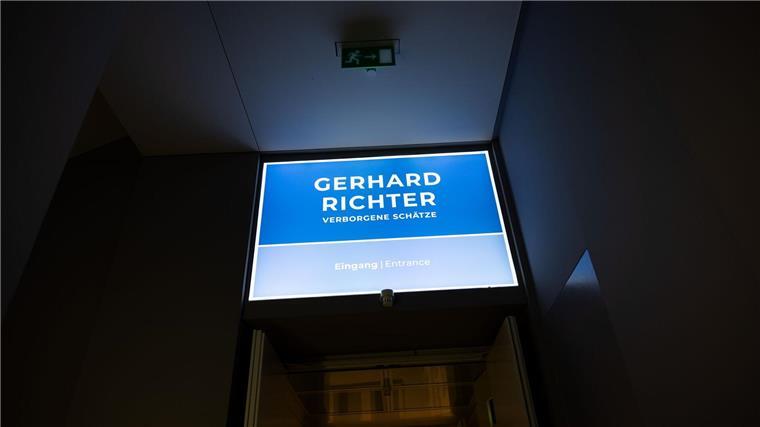 GERHARD
RICHTER
VERBORGENE SCHÄTZE
Eingang | Entrance